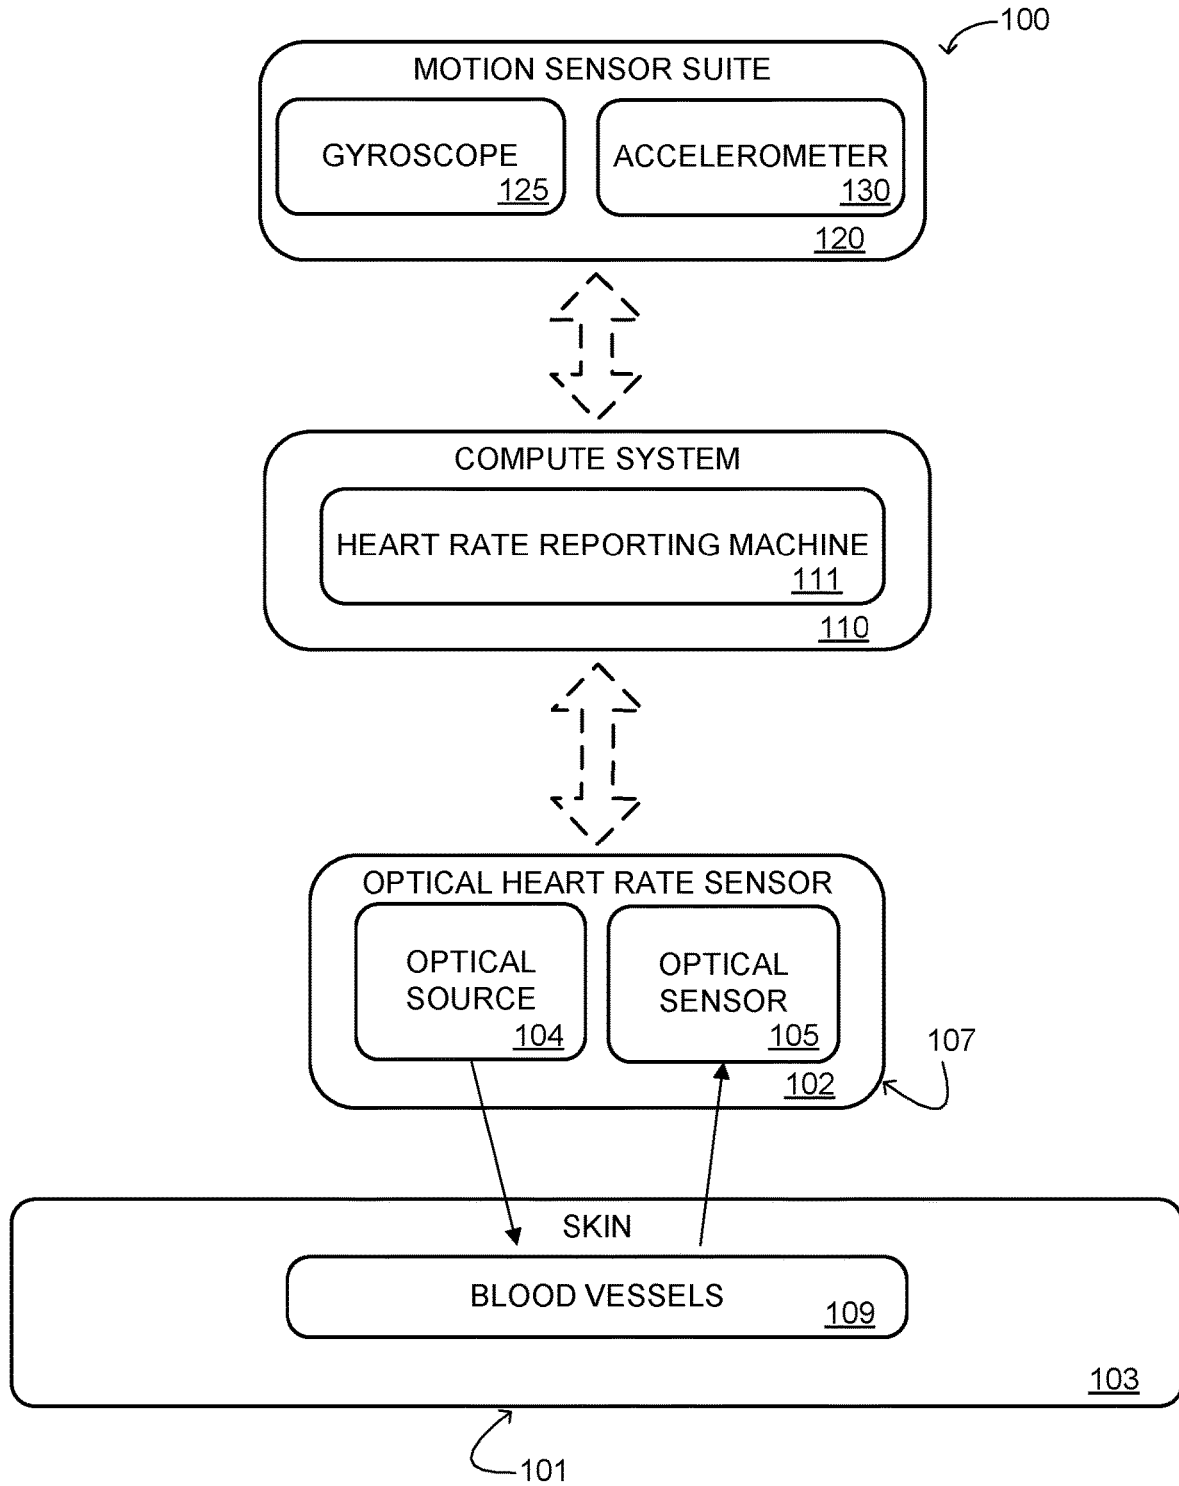 100
MOTION SENSOR SUITE
GYROSCOPE
125
ACCELEROMETER
130
120
COMPUTE SYSTEM
HEART RATE REPORTING MACHINE
111
110
OPTICAL HEART RATE SENSOR
OPTICAL
SOURCE
104
OPTICAL
SENSOR
105
102
107
SKIN
BLOOD VESSELS
109
103
101